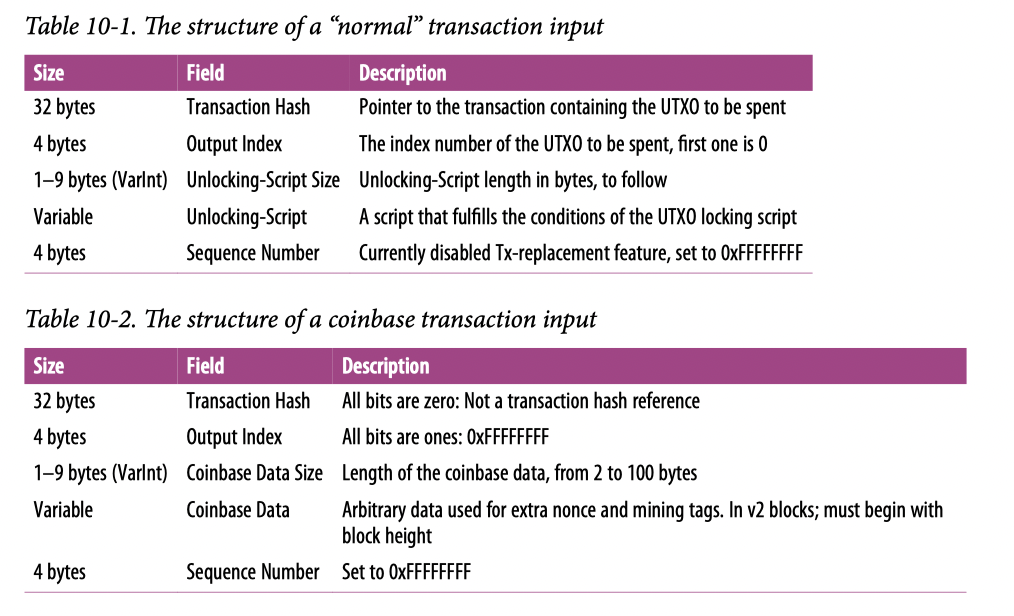 Table 10-1. The structure of a “normal” transaction input
Size Field Description
32 bytes Transaction Hash Pointer to the transaction containing the UTXO to be spent
4 bytes Output Index The index number of the UTXO to be spent, first one is 0
1–9 bytes (VarInt) Unlocking-Script Size Unlocking-Script length in bytes, to follow
Variable Unlocking-Script A script that fulfills the conditions of the UTXO locking script
4 bytes Sequence Number Currently disabled Tx-replacement feature, set to 0xFFFFFFFF
Table 10-2. The structure of a coinbase transaction input
Size Field Description
32 bytes Transaction Hash All bits are zero: Not a transaction hash reference
4 bytes Output Index All bits are ones: 0xFFFFFFFF
1–9 bytes (VarInt) Coinbase Data Size Length of the coinbase data, from 2 to 100 bytes
Variable Coinbase Data Arbitrary data used for extra nonce and mining tags. In v2 blocks; must begin with
block height
4 bytes Sequence Number Set to 0xFFFFFFFF